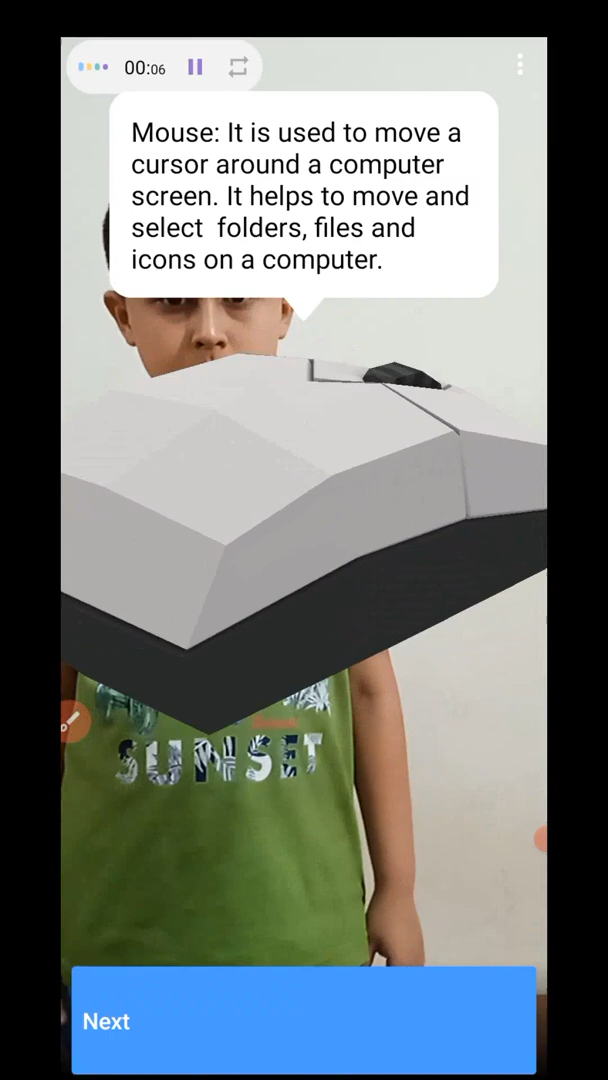 00:06
Mouse: It is used to move a
cursor around a computer
screen. It helps to move and
select folders, files and
icons on a computer.
SUNSET
Next